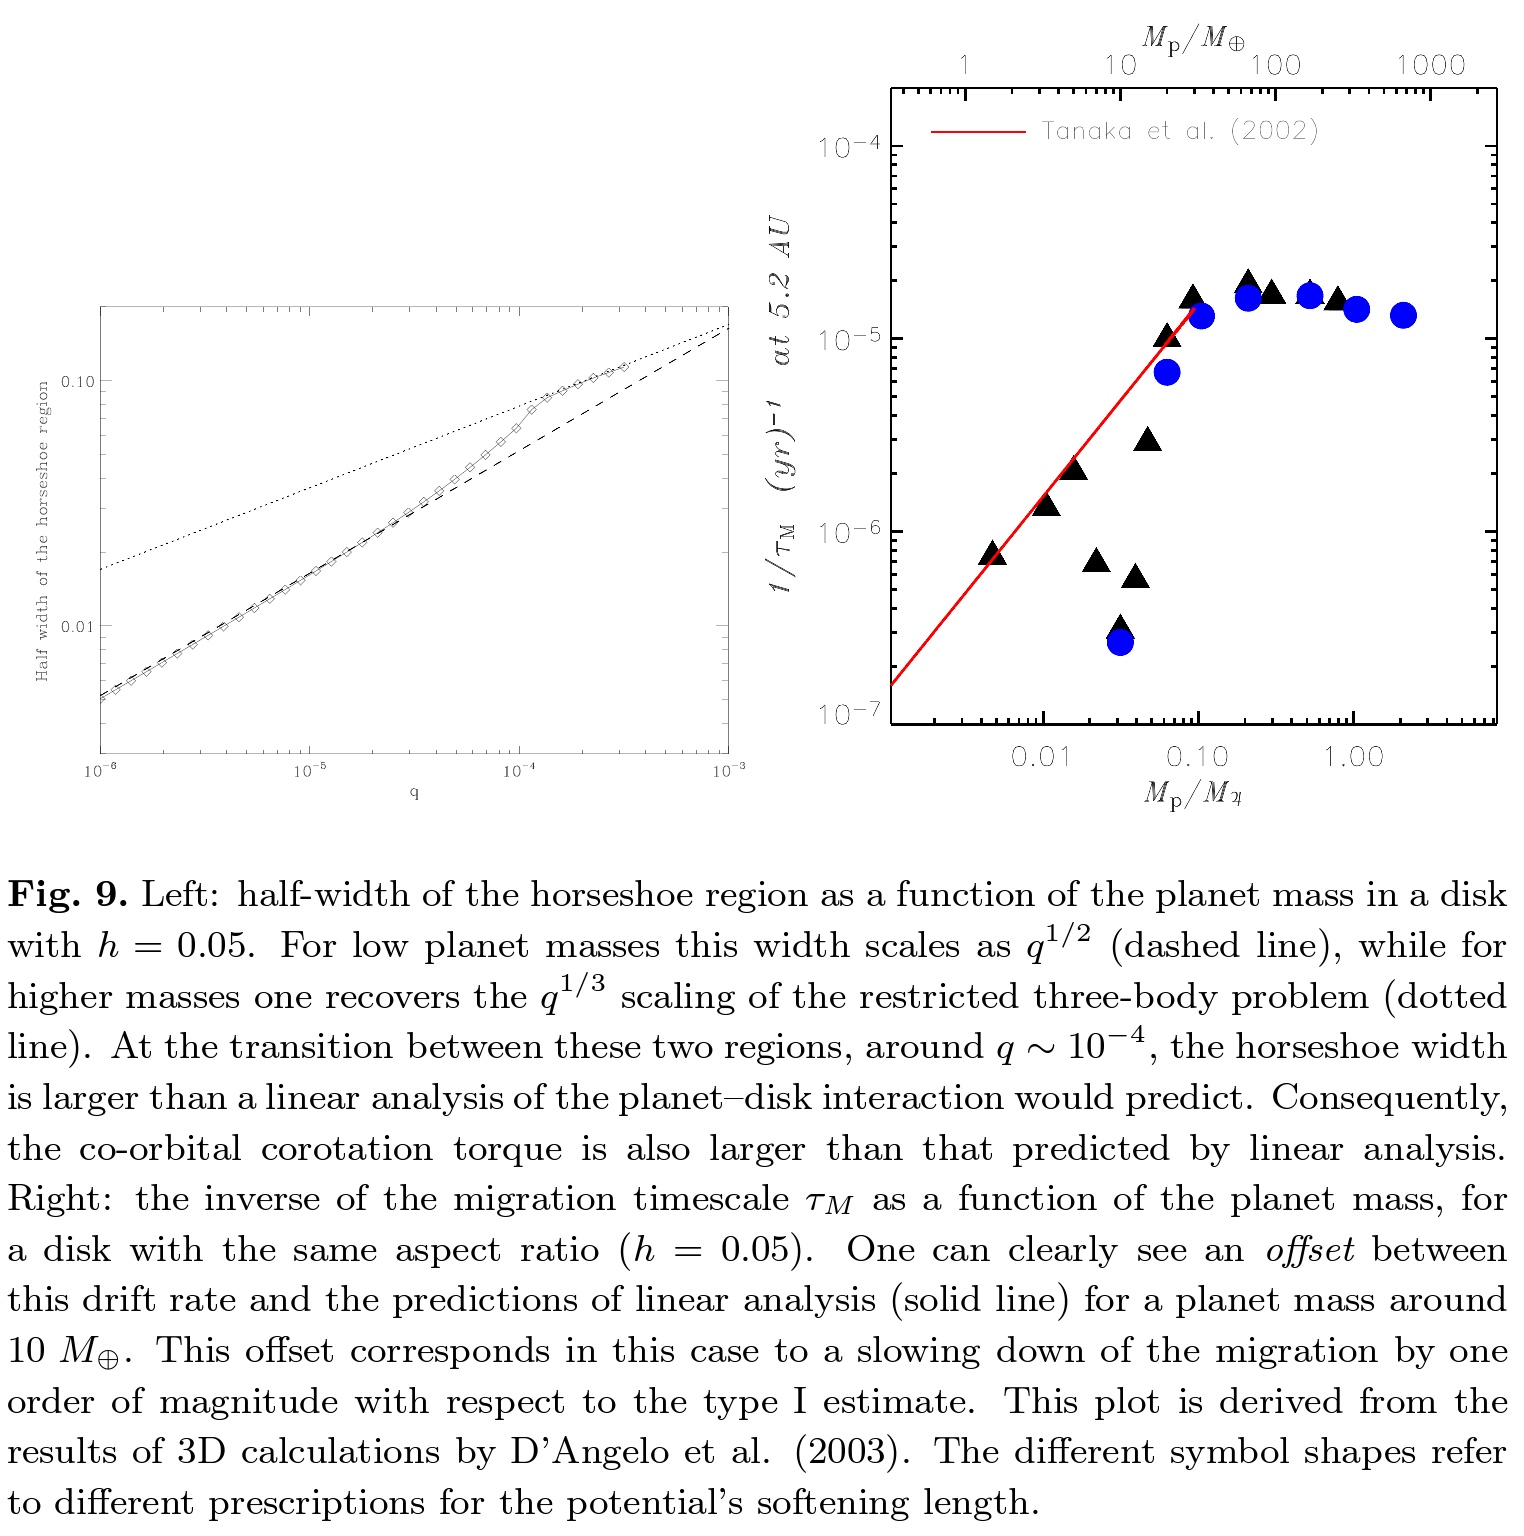 M_p/M_⊕
1 10 100 1000
Tanaka et al. (2002)
10^−4
10^−5
10^−6
10^−7
1/τ_M (yr)^−1 at 5.2 AU
0.01 0.10 1.00
M_p/M_♃
Half width of the horseshoe region
0.10
0.01
10^−6 10^−5 10^−4 10^−3
q
Fig. 9. Left: half-width of the horseshoe region as a function of the planet mass in a disk
with h = 0.05. For low planet masses this width scales as q^1/2 (dashed line), while for
higher masses one recovers the q^1/3 scaling of the restricted three-body problem (dotted
line). At the transition between these two regions, around q ∼ 10^−4, the horseshoe width
is larger than a linear analysis of the planet–disk interaction would predict. Consequently,
the co-orbital corotation torque is also larger than that predicted by linear analysis.
Right: the inverse of the migration timescale τ_M as a function of the planet mass, for
a disk with the same aspect ratio (h = 0.05). One can clearly see an offset between
this drift rate and the predictions of linear analysis (solid line) for a planet mass around
10 M_⊕. This offset corresponds in this case to a slowing down of the migration by one
order of magnitude with respect to the type I estimate. This plot is derived from the
results of 3D calculations by D'Angelo et al. (2003). The different symbol shapes refer
to different prescriptions for the potential's softening length.